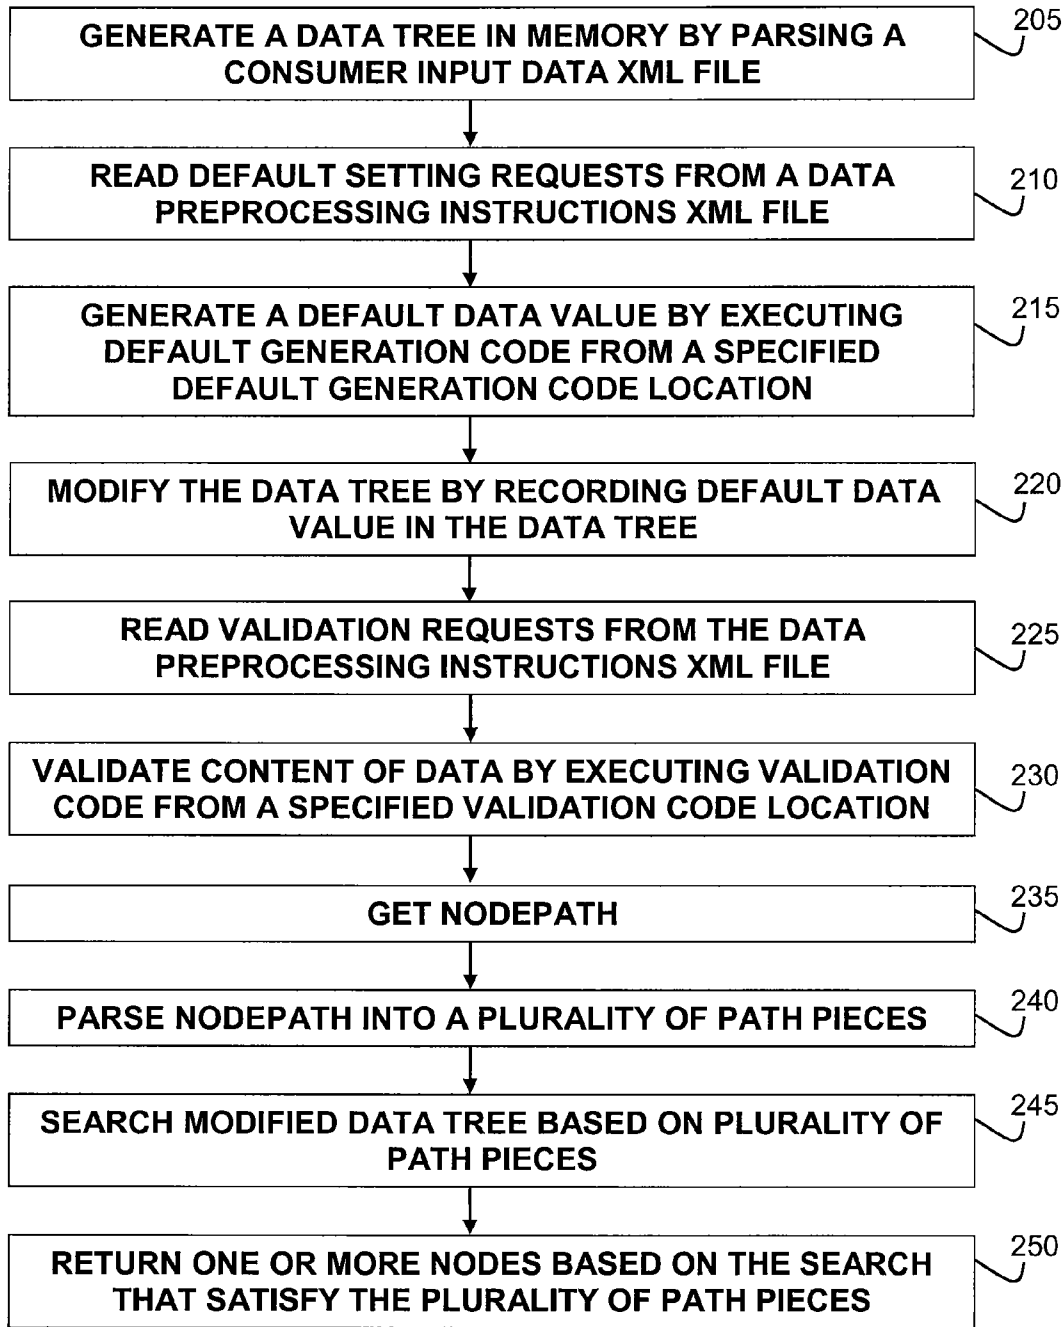 GENERATE A DATA TREE IN MEMORY BY PARSING A
CONSUMER INPUT DATA XML FILE
205
READ DEFAULT SETTING REQUESTS FROM A DATA
PREPROCESSING INSTRUCTIONS XML FILE
210
GENERATE A DEFAULT DATA VALUE BY EXECUTING
DEFAULT GENERATION CODE FROM A SPECIFIED
DEFAULT GENERATION CODE LOCATION
215
MODIFY THE DATA TREE BY RECORDING DEFAULT DATA
VALUE IN THE DATA TREE
220
READ VALIDATION REQUESTS FROM THE DATA
PREPROCESSING INSTRUCTIONS XML FILE
225
VALIDATE CONTENT OF DATA BY EXECUTING VALIDATION
CODE FROM A SPECIFIED VALIDATION CODE LOCATION
230
GET NODEPATH
235
PARSE NODEPATH INTO A PLURALITY OF PATH PIECES
240
SEARCH MODIFIED DATA TREE BASED ON PLURALITY OF
PATH PIECES
245
RETURN ONE OR MORE NODES BASED ON THE SEARCH
THAT SATISFY THE PLURALITY OF PATH PIECES
250